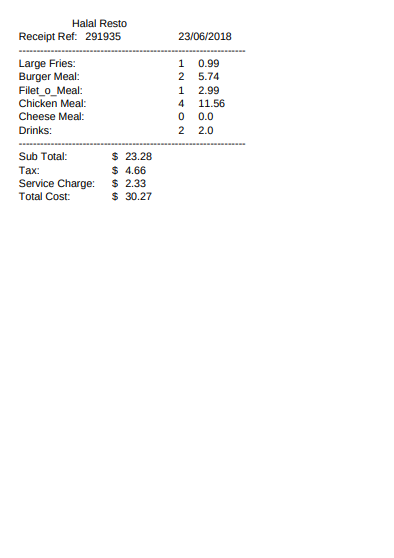 Halal Resto
Receipt Ref: 291935 23/06/2018
----------------------------------------------------------------
Large Fries: 1 0.99
Burger Meal: 2 5.74
Filet_o_Meal: 1 2.99
Chicken Meal: 4 11.56
Cheese Meal: 0 0.0
Drinks: 2 2.0
----------------------------------------------------------------
Sub Total: $ 23.28
Tax: $ 4.66
Service Charge: $ 2.33
Total Cost: $ 30.27